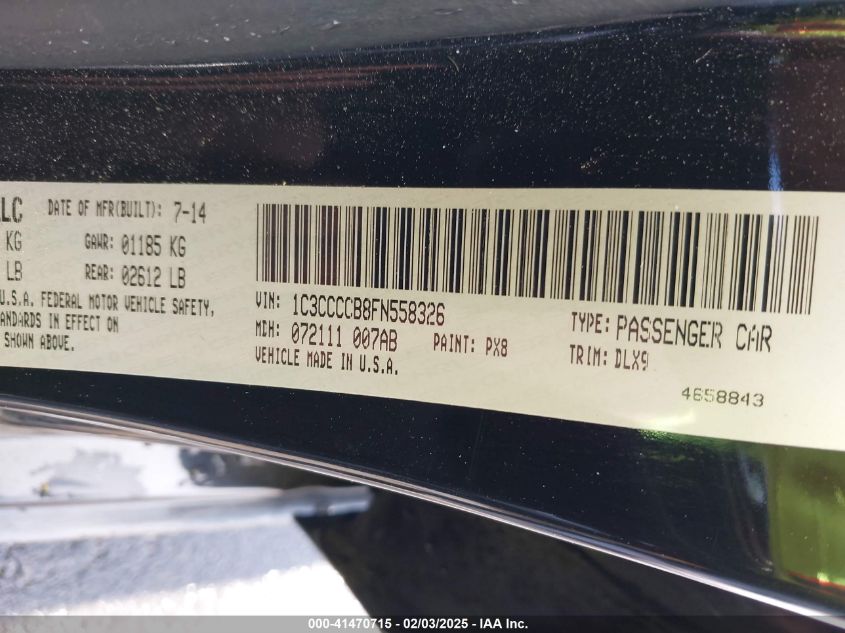 LLC DATE OF MFR(BUILT): 7-14
KG GAWR: 01185 KG
LB REAR: 02612 LB
U.S.A. FEDERAL MOTOR VEHICLE SAFETY,
ANDARDS IN EFFECT ON
SHOWN ABOVE.
VIN: 1C3CCCCB8FN558326
MDH: 072111 007AB PAINT: PX8
VEHICLE MADE IN U.S.A.
TYPE: PASSENGER CAR
TRIM: DLX9
4658843
000-41470715 - 02/03/2025 - IAA Inc.